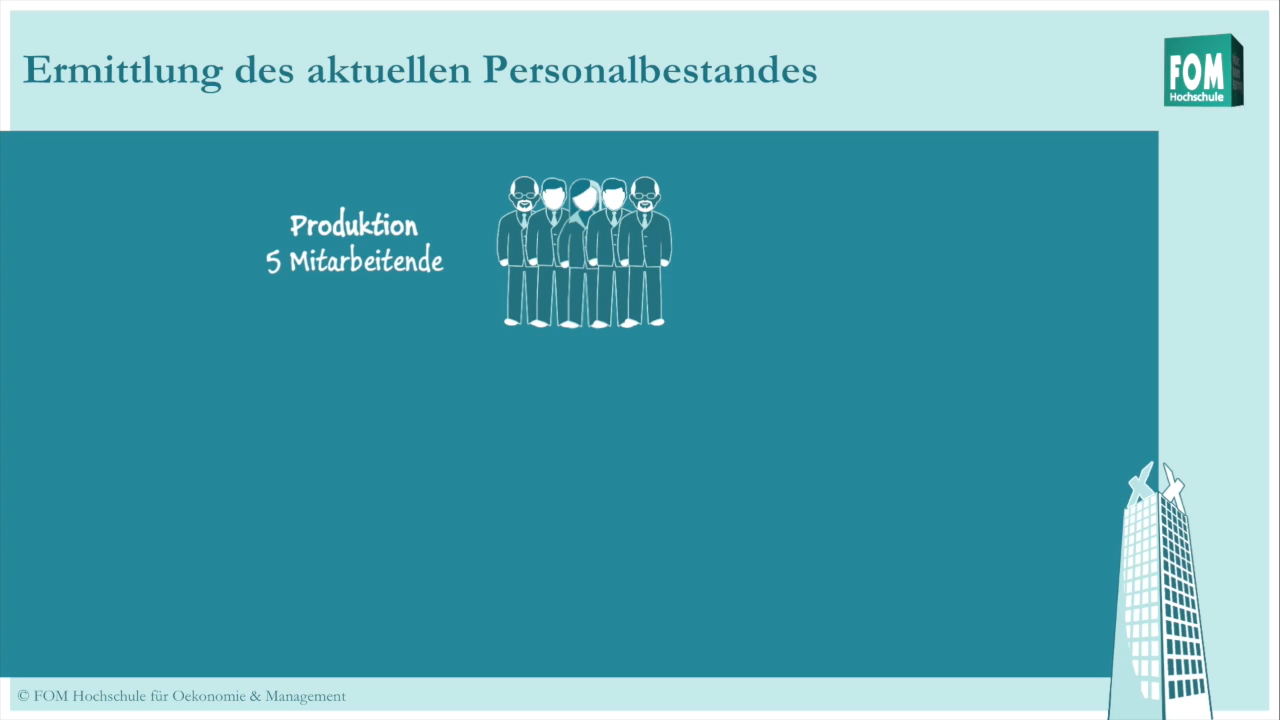 Ermittlung des aktuellen Personalbestandes
FOM
Hochschule
Produktion
5 Mitarbeitende
© FOM Hochschule für Oekonomie & Management